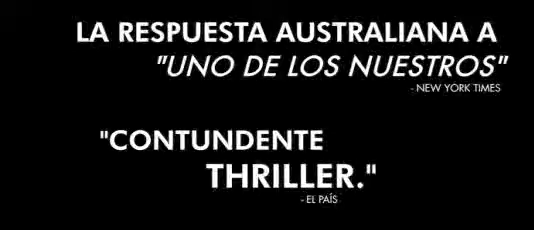 LA RESPUESTA AUSTRALIANA A
"UNO DE LOS NUESTROS"
- NEW YORK TIMES
"CONTUNDENTE
THRILLER."
- EL PAÍS